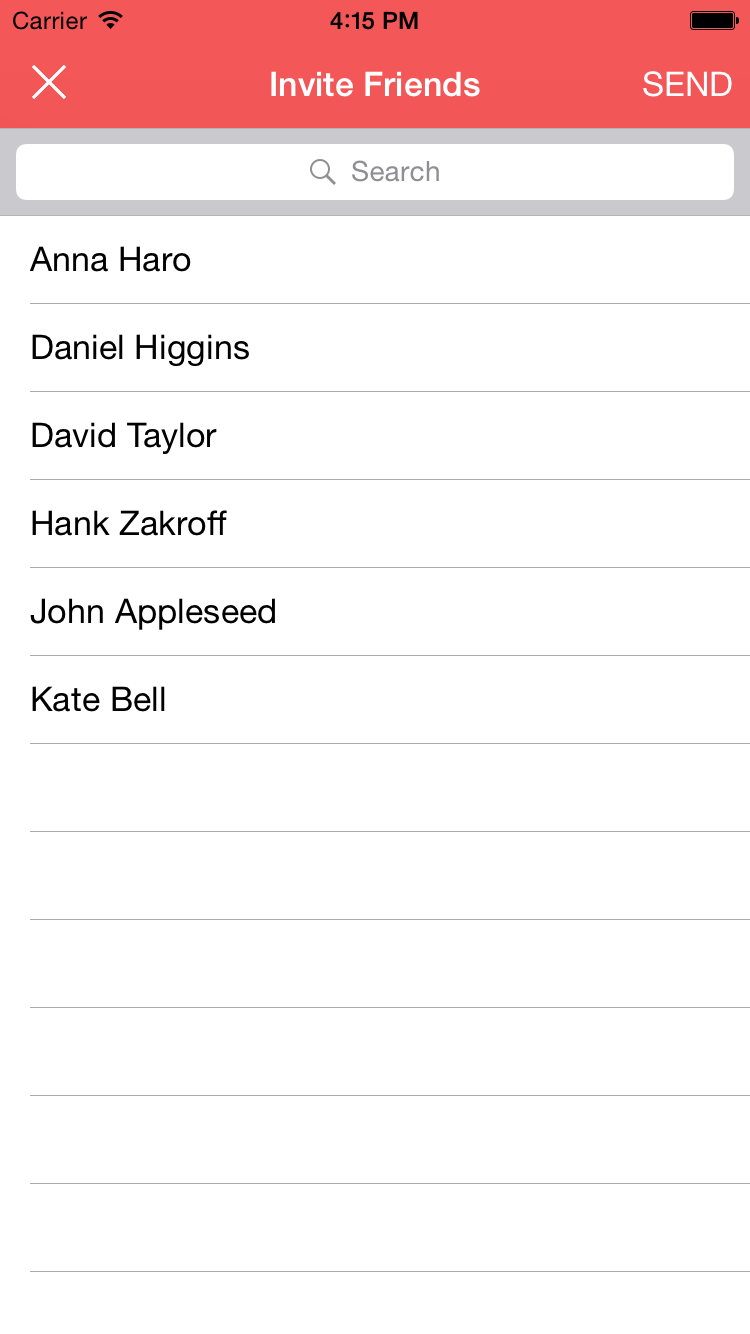 Carrier 4:15 PM
Invite Friends SEND
Search
Anna Haro
Daniel Higgins
David Taylor
Hank Zakroff
John Appleseed
Kate Bell